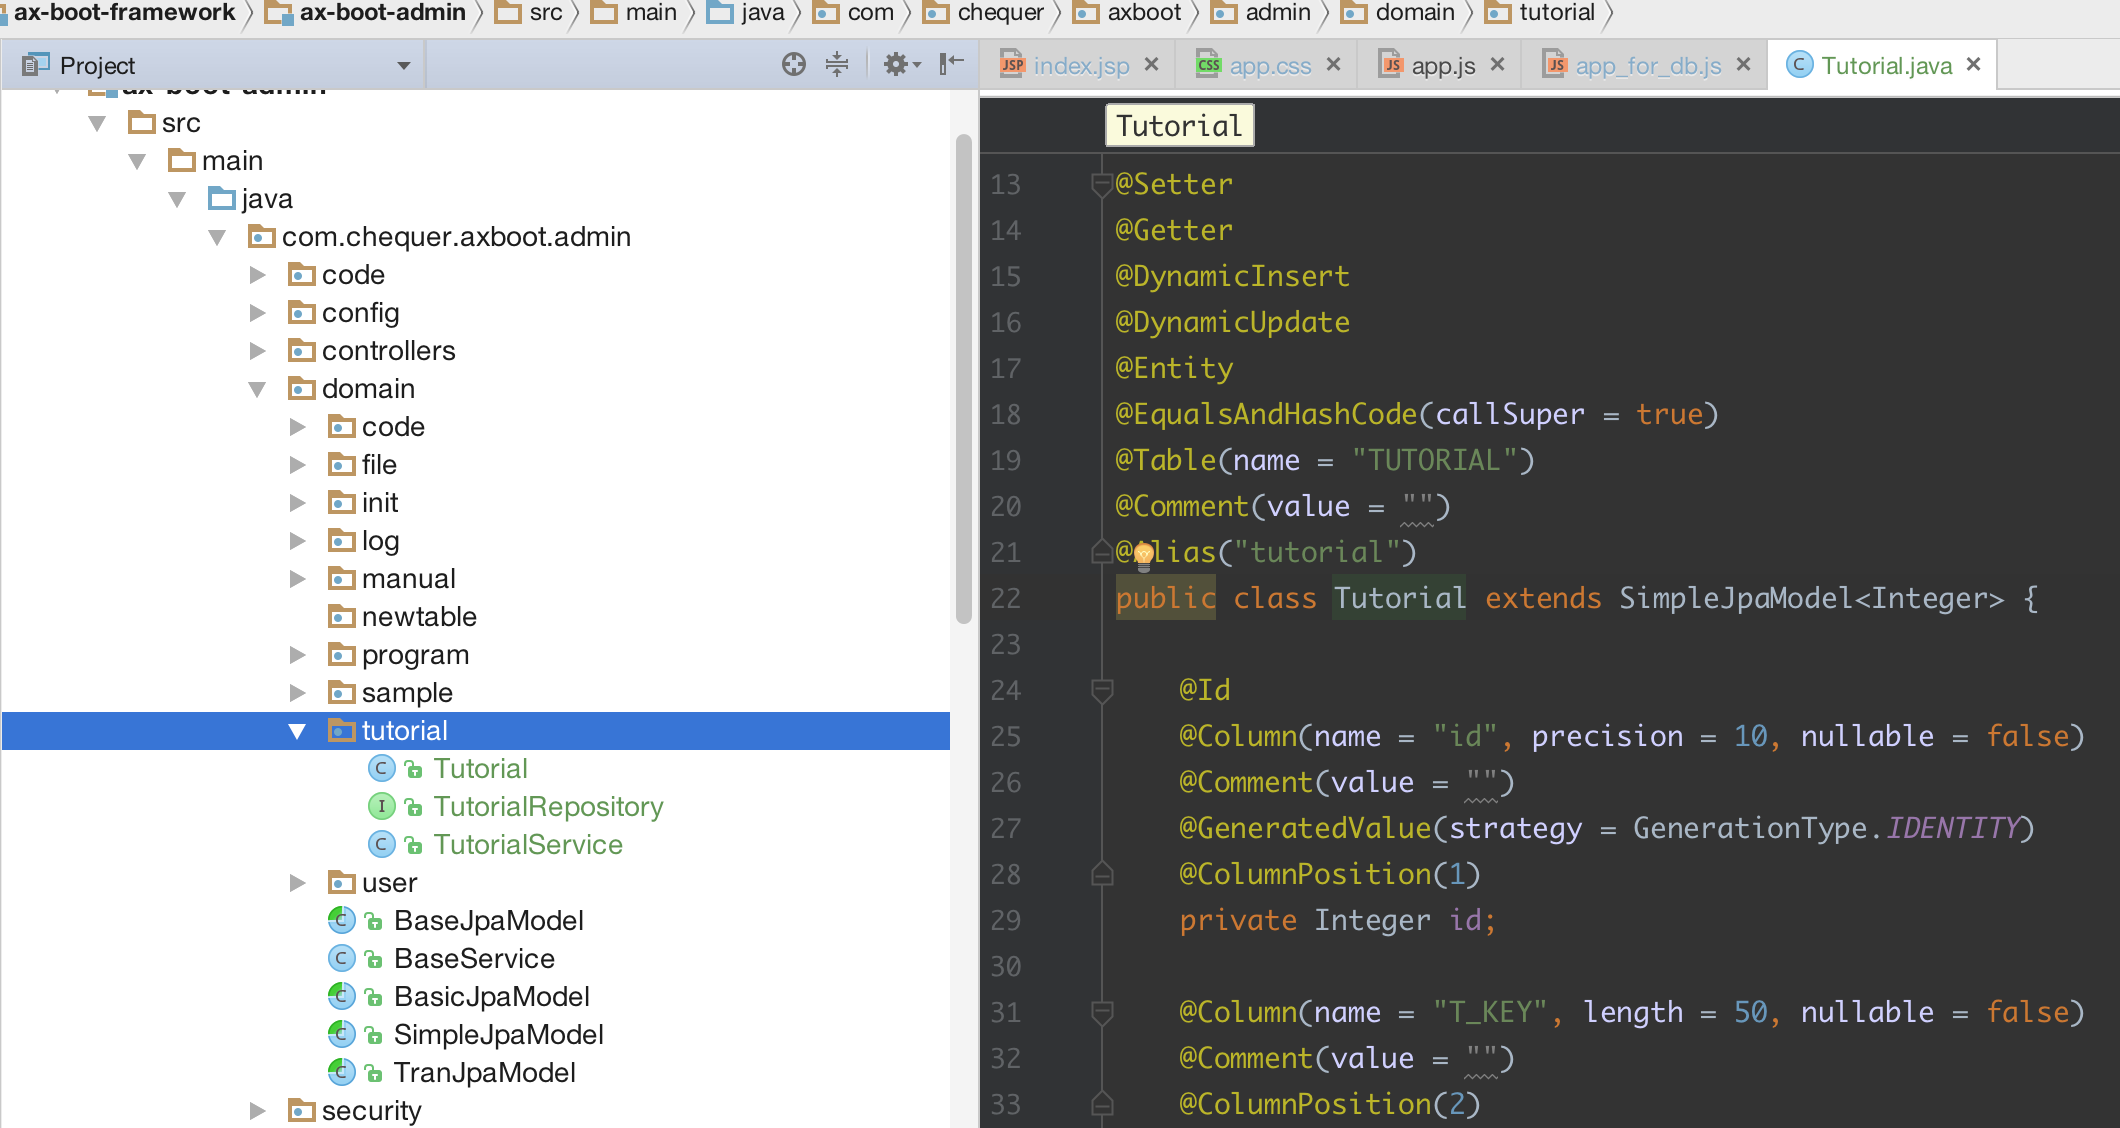 ax-boot-framework ax-boot-admin src main java com chequer axboot admin domain tutorial
Project
index.jsp app.css app.js app_for_db.js Tutorial.java
ax-boot-admin
src
main
java
com.chequer.axboot.admin
code
config
controllers
domain
code
file
init
log
manual
newtable
program
sample
tutorial
Tutorial
TutorialRepository
TutorialService
user
BaseJpaModel
BaseService
BasicJpaModel
SimpleJpaModel
TranJpaModel
security
Tutorial
13 @Setter
14 @Getter
15 @DynamicInsert
16 @DynamicUpdate
17 @Entity
18 @EqualsAndHashCode(callSuper = true)
19 @Table(name = "TUTORIAL")
20 @Comment(value = "")
21 @Alias("tutorial")
22 public class Tutorial extends SimpleJpaModel<Integer> {
23
24 @Id
25 @Column(name = "id", precision = 10, nullable = false)
26 @Comment(value = "")
27 @GeneratedValue(strategy = GenerationType.IDENTITY)
28 @ColumnPosition(1)
29 private Integer id;
30
31 @Column(name = "T_KEY", length = 50, nullable = false)
32 @Comment(value = "")
33 @ColumnPosition(2)